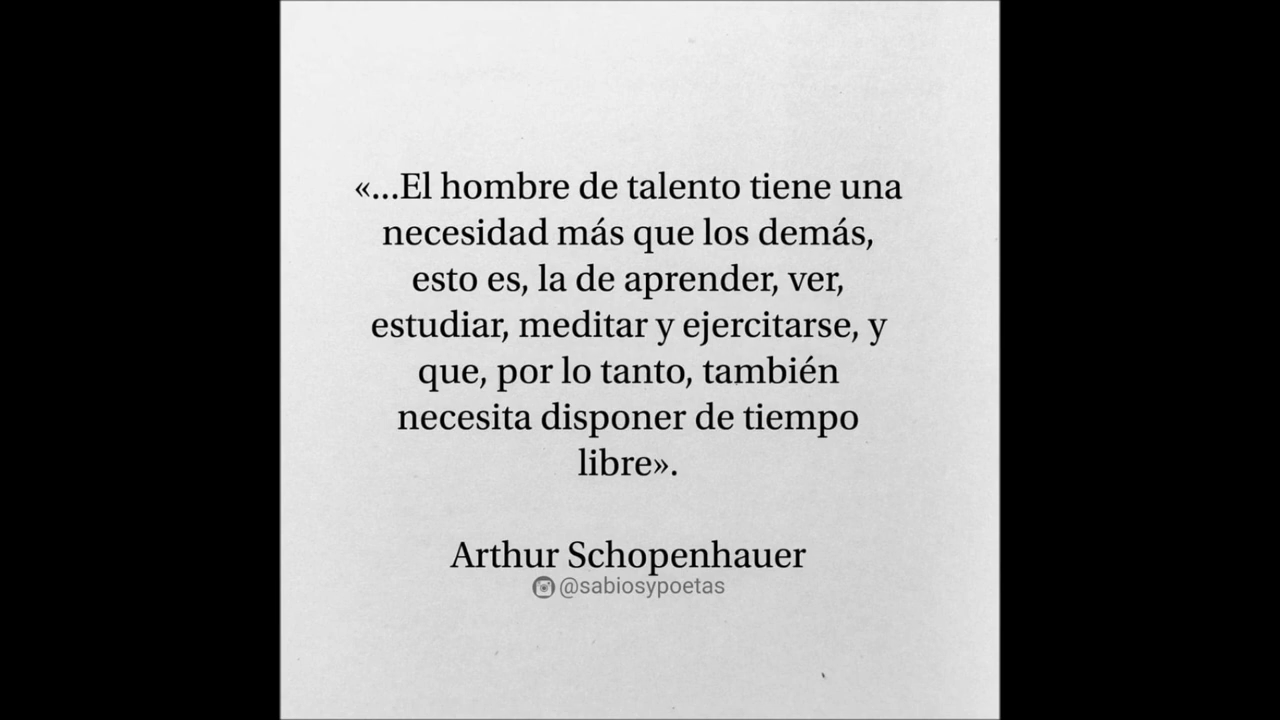 «...El hombre de talento tiene una
necesidad más que los demás,
esto es, la de aprender, ver,
estudiar, meditar y ejercitarse, y
que, por lo tanto, también
necesita disponer de tiempo
libre».
Arthur Schopenhauer
@sabiosypoetas